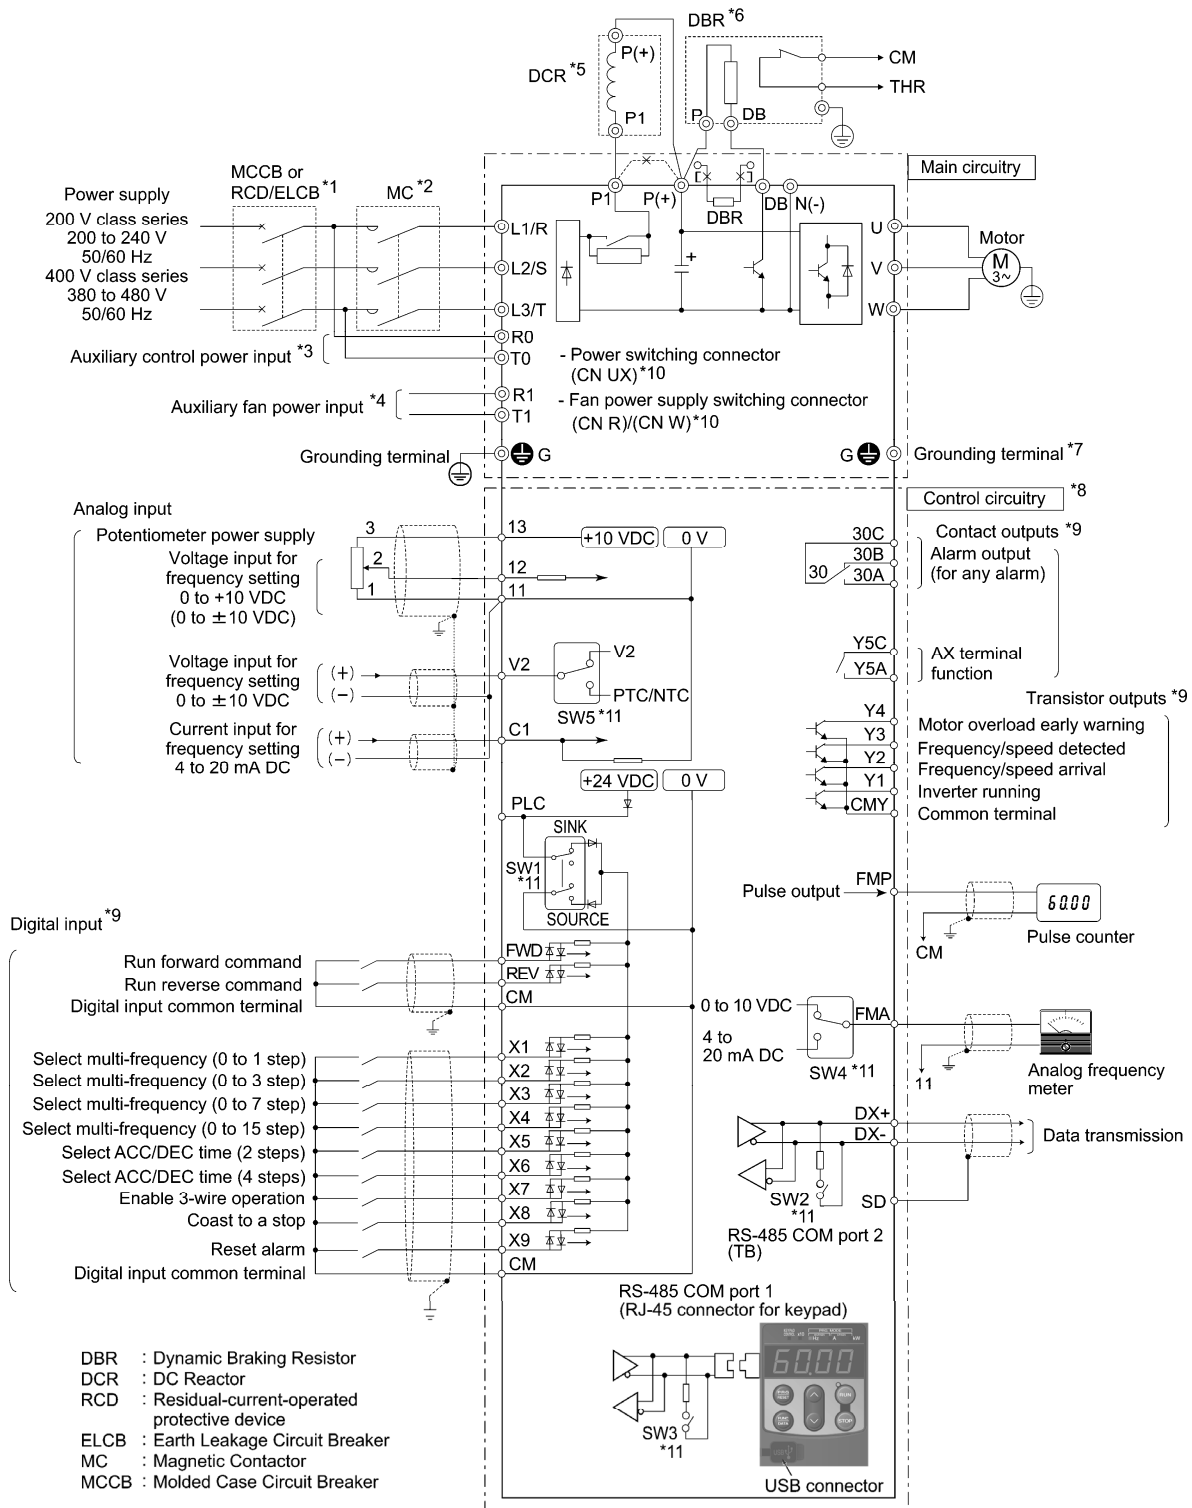 DBR *6
DCR *5
P(+)
P1
P
DB
CM
THR
Main circuitry
MCCB or
RCD/ELCB *1
MC *2
Power supply
200 V class series
200 to 240 V
50/60 Hz
400 V class series
380 to 480 V
50/60 Hz
P1
P(+)
DBR
DB
N(-)
L1/R
L2/S
L3/T
+
U
V
W
Motor
M
3~
Auxiliary control power input *3
R0
T0
- Power switching connector
(CN UX) *10
Auxiliary fan power input *4
R1
T1
- Fan power supply switching connector
(CN R)/(CN W) *10
Grounding terminal
G
G
Grounding terminal *7
Control circuitry *8
Analog input
Potentiometer power supply
Voltage input for
frequency setting
0 to +10 VDC
(0 to ±10 VDC)
3
2
1
13
12
11
+10 VDC
0 V
Voltage input for
frequency setting
0 to ±10 VDC
(+)
(-)
V2
V2
PTC/NTC
SW5 *11
Current input for
frequency setting
4 to 20 mA DC
(+)
(-)
C1
+24 VDC
0 V
PLC
SINK
SW1
*11
SOURCE
Contact outputs *9
30C
30B
30
30A
Alarm output
(for any alarm)
Y5C
Y5A
AX terminal
function
Transistor outputs *9
Y4
Motor overload early warning
Y3
Frequency/speed detected
Y2
Frequency/speed arrival
Y1
Inverter running
CMY
Common terminal
Pulse output
FMP
60.00
Pulse counter
CM
Digital input *9
Run forward command
FWD
Run reverse command
REV
Digital input common terminal
CM
0 to 10 VDC
4 to
20 mA DC
FMA
SW4 *11
11
Analog frequency
meter
Select multi-frequency (0 to 1 step)
X1
Select multi-frequency (0 to 3 step)
X2
Select multi-frequency (0 to 7 step)
X3
Select multi-frequency (0 to 15 step)
X4
Select ACC/DEC time (2 steps)
X5
Select ACC/DEC time (4 steps)
X6
Enable 3-wire operation
X7
Coast to a stop
X8
Reset alarm
X9
Digital input common terminal
CM
DX+
DX-
Data transmission
SW2
*11
SD
RS-485 COM port 2
(TB)
RS-485 COM port 1
(RJ-45 connector for keypad)
60.00
RUN
STOP
SW3
*11
USB connector
DBR : Dynamic Braking Resistor
DCR : DC Reactor
RCD : Residual-current-operated
protective device
ELCB : Earth Leakage Circuit Breaker
MC : Magnetic Contactor
MCCB : Molded Case Circuit Breaker